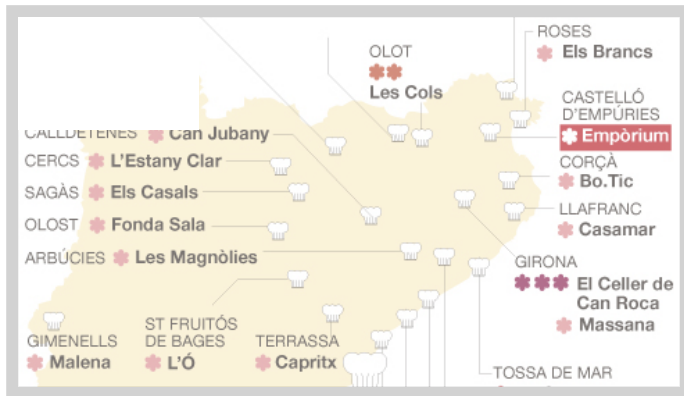 ROSES
Els Brancs
OLOT
Les Cols
CASTELLÓ
D'EMPÚRIES
Empòrium
CALLDETENES Can Jubany
CERCS L'Estany Clar
CORÇÀ
Bo.Tic
SAGÀS Els Casals
LLAFRANC
Casamar
OLOST Fonda Sala
ARBÚCIES Les Magnòlies
GIRONA
El Celler de
Can Roca
Massana
GIMENELLS
Malena
ST FRUITÓS
DE BAGES
L'Ó
TERRASSA
Capritx
TOSSA DE MAR